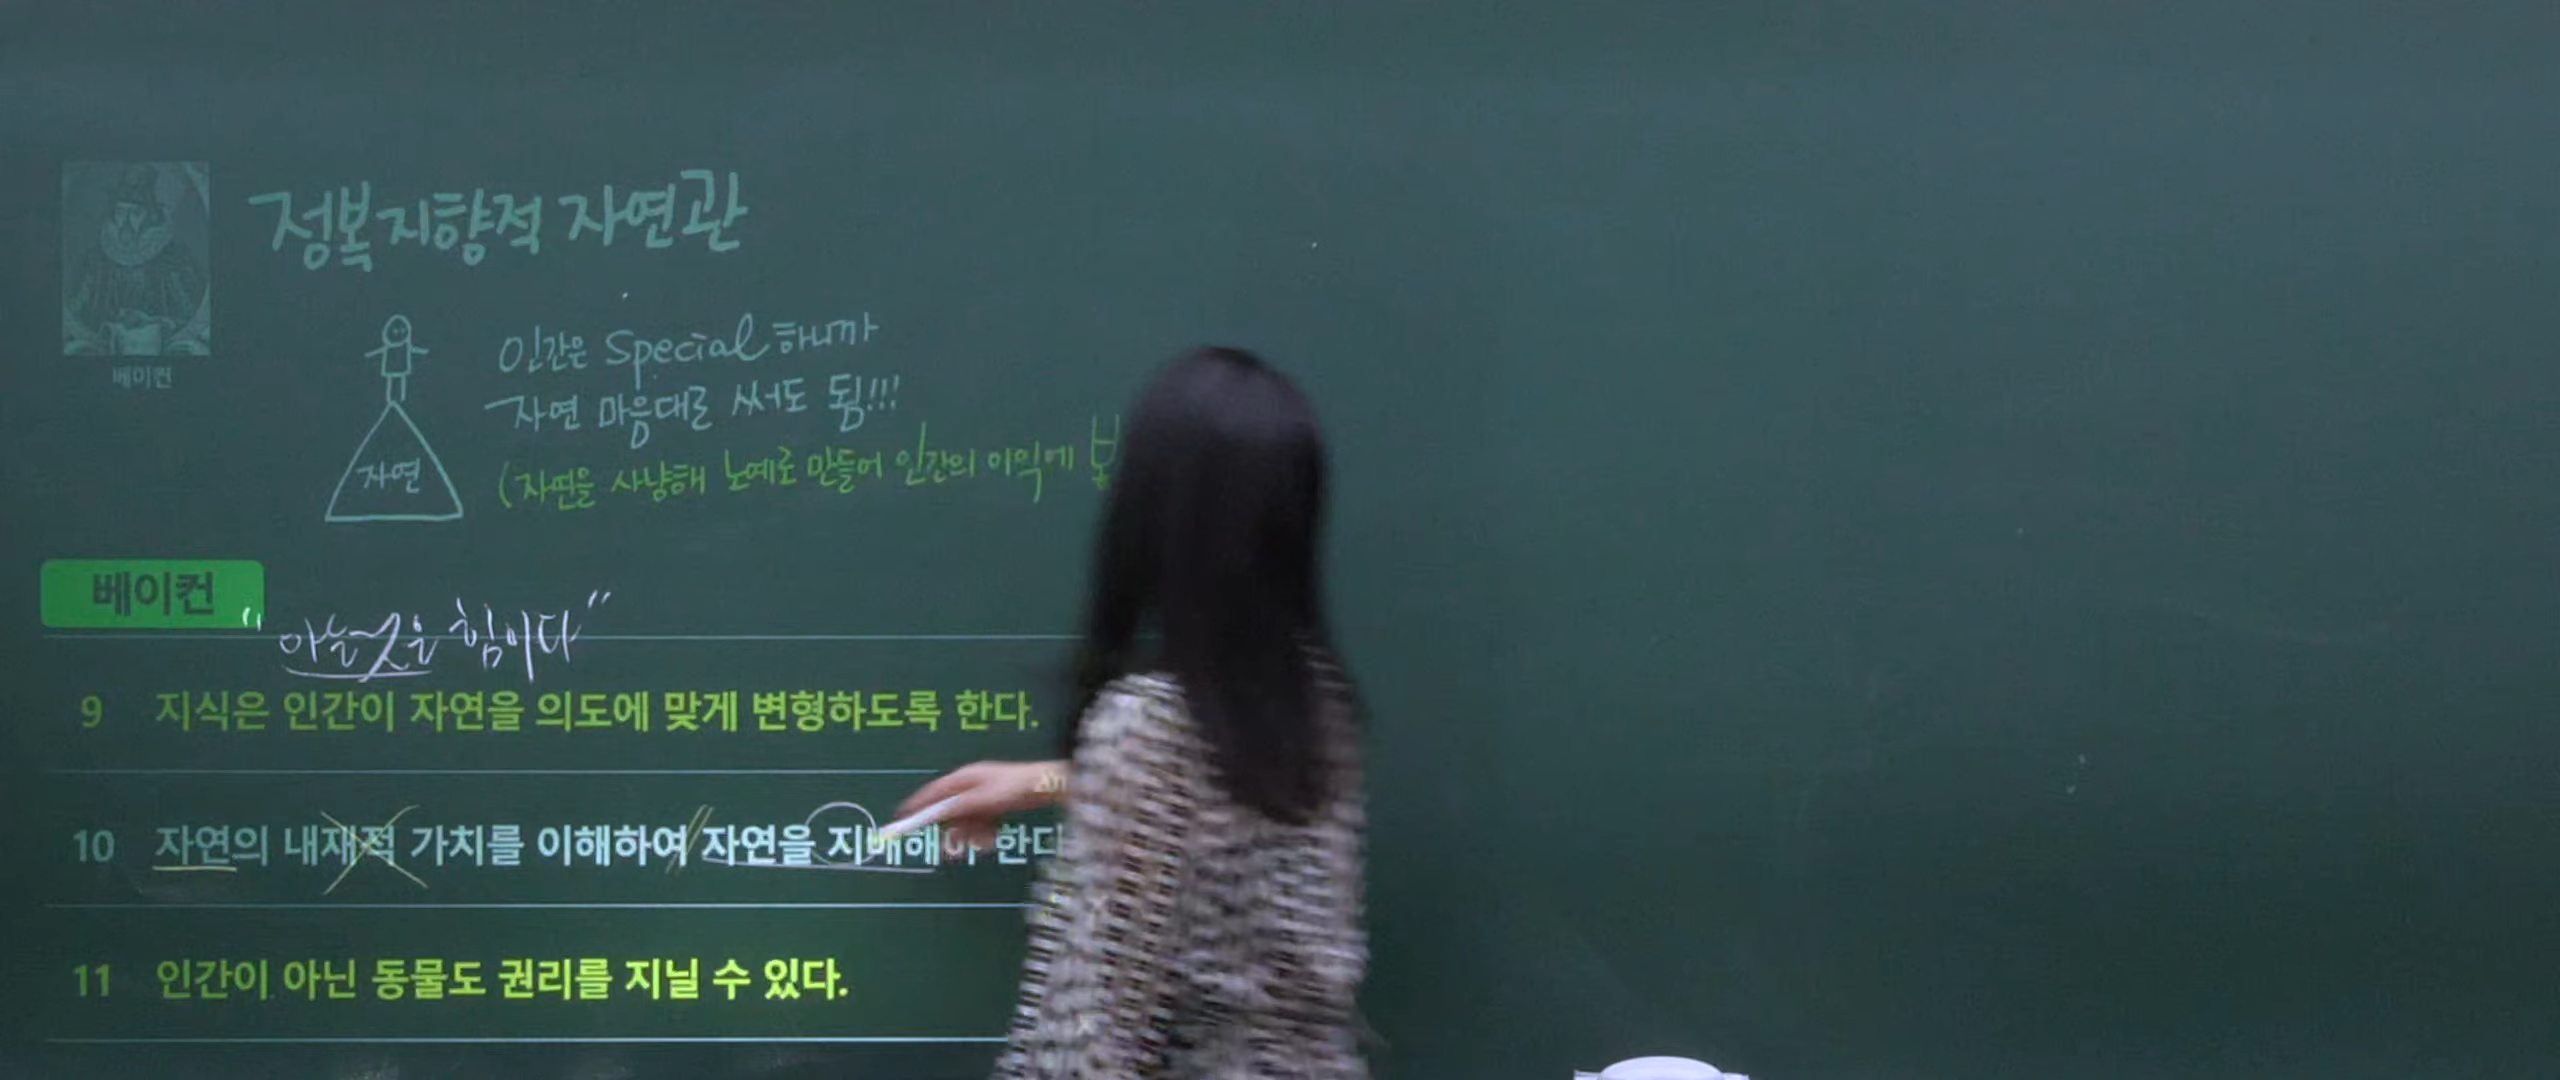 정복지향적 자연관
베이컨
인간은 Special 하니까
자연 마음대로 써도 됨!!!
자연
(자연을 사냥해 노예로 만들어 인간의 이익에
베이컨
"아는 것은 힘이다"
9 지식은 인간이 자연을 의도에 맞게 변형하도록 한다.
10 자연의 내재적 가치를 이해하여 // 자연을 지배해야 한다
11 인간이 아닌 동물도 권리를 지닐 수 있다.